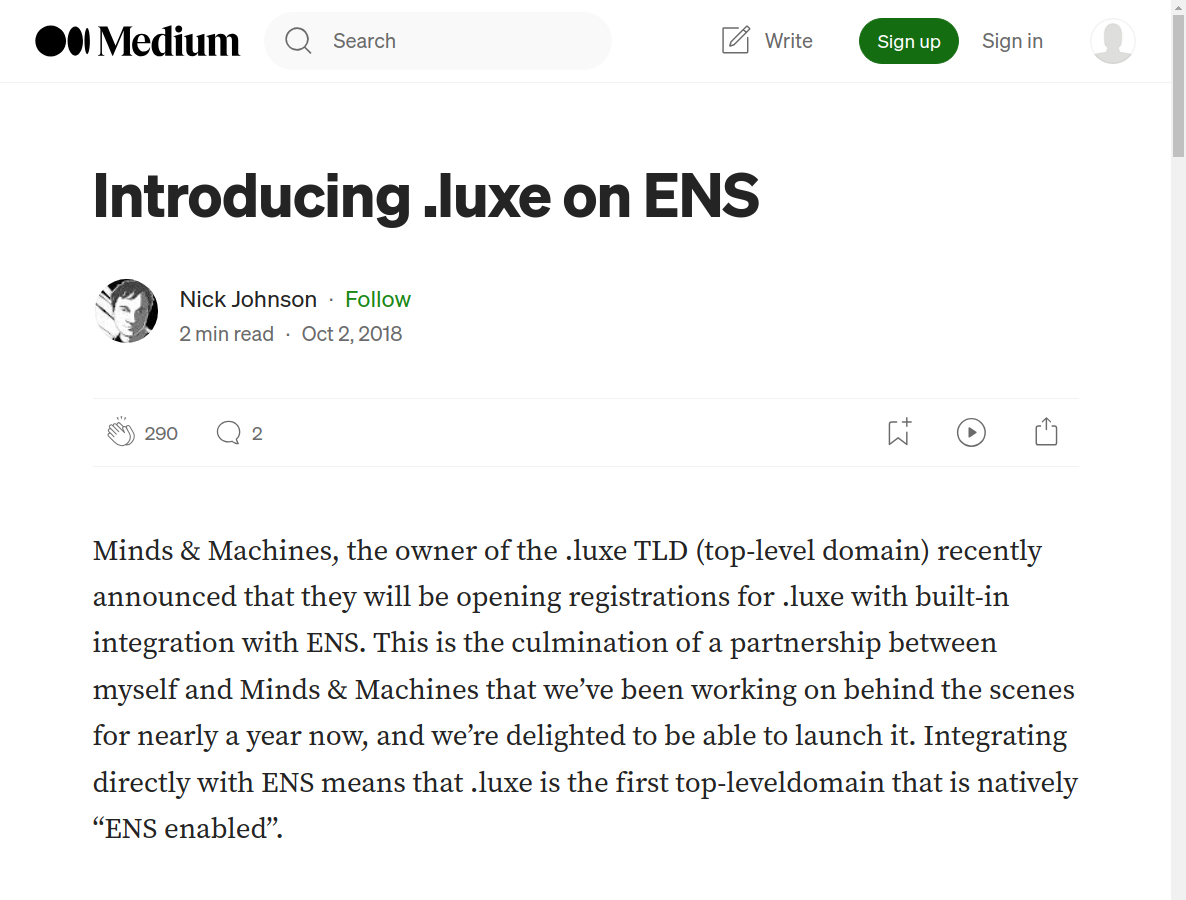 Medium
Search
Write
Sign up
Sign in
Introducing .luxe on ENS
Nick Johnson · Follow
2 min read · Oct 2, 2018
290
2
Minds & Machines, the owner of the .luxe TLD (top-level domain) recently
announced that they will be opening registrations for .luxe with built-in
integration with ENS. This is the culmination of a partnership between
myself and Minds & Machines that we’ve been working on behind the scenes
for nearly a year now, and we’re delighted to be able to launch it. Integrating
directly with ENS means that .luxe is the first top-leveldomain that is natively
“ENS enabled”.